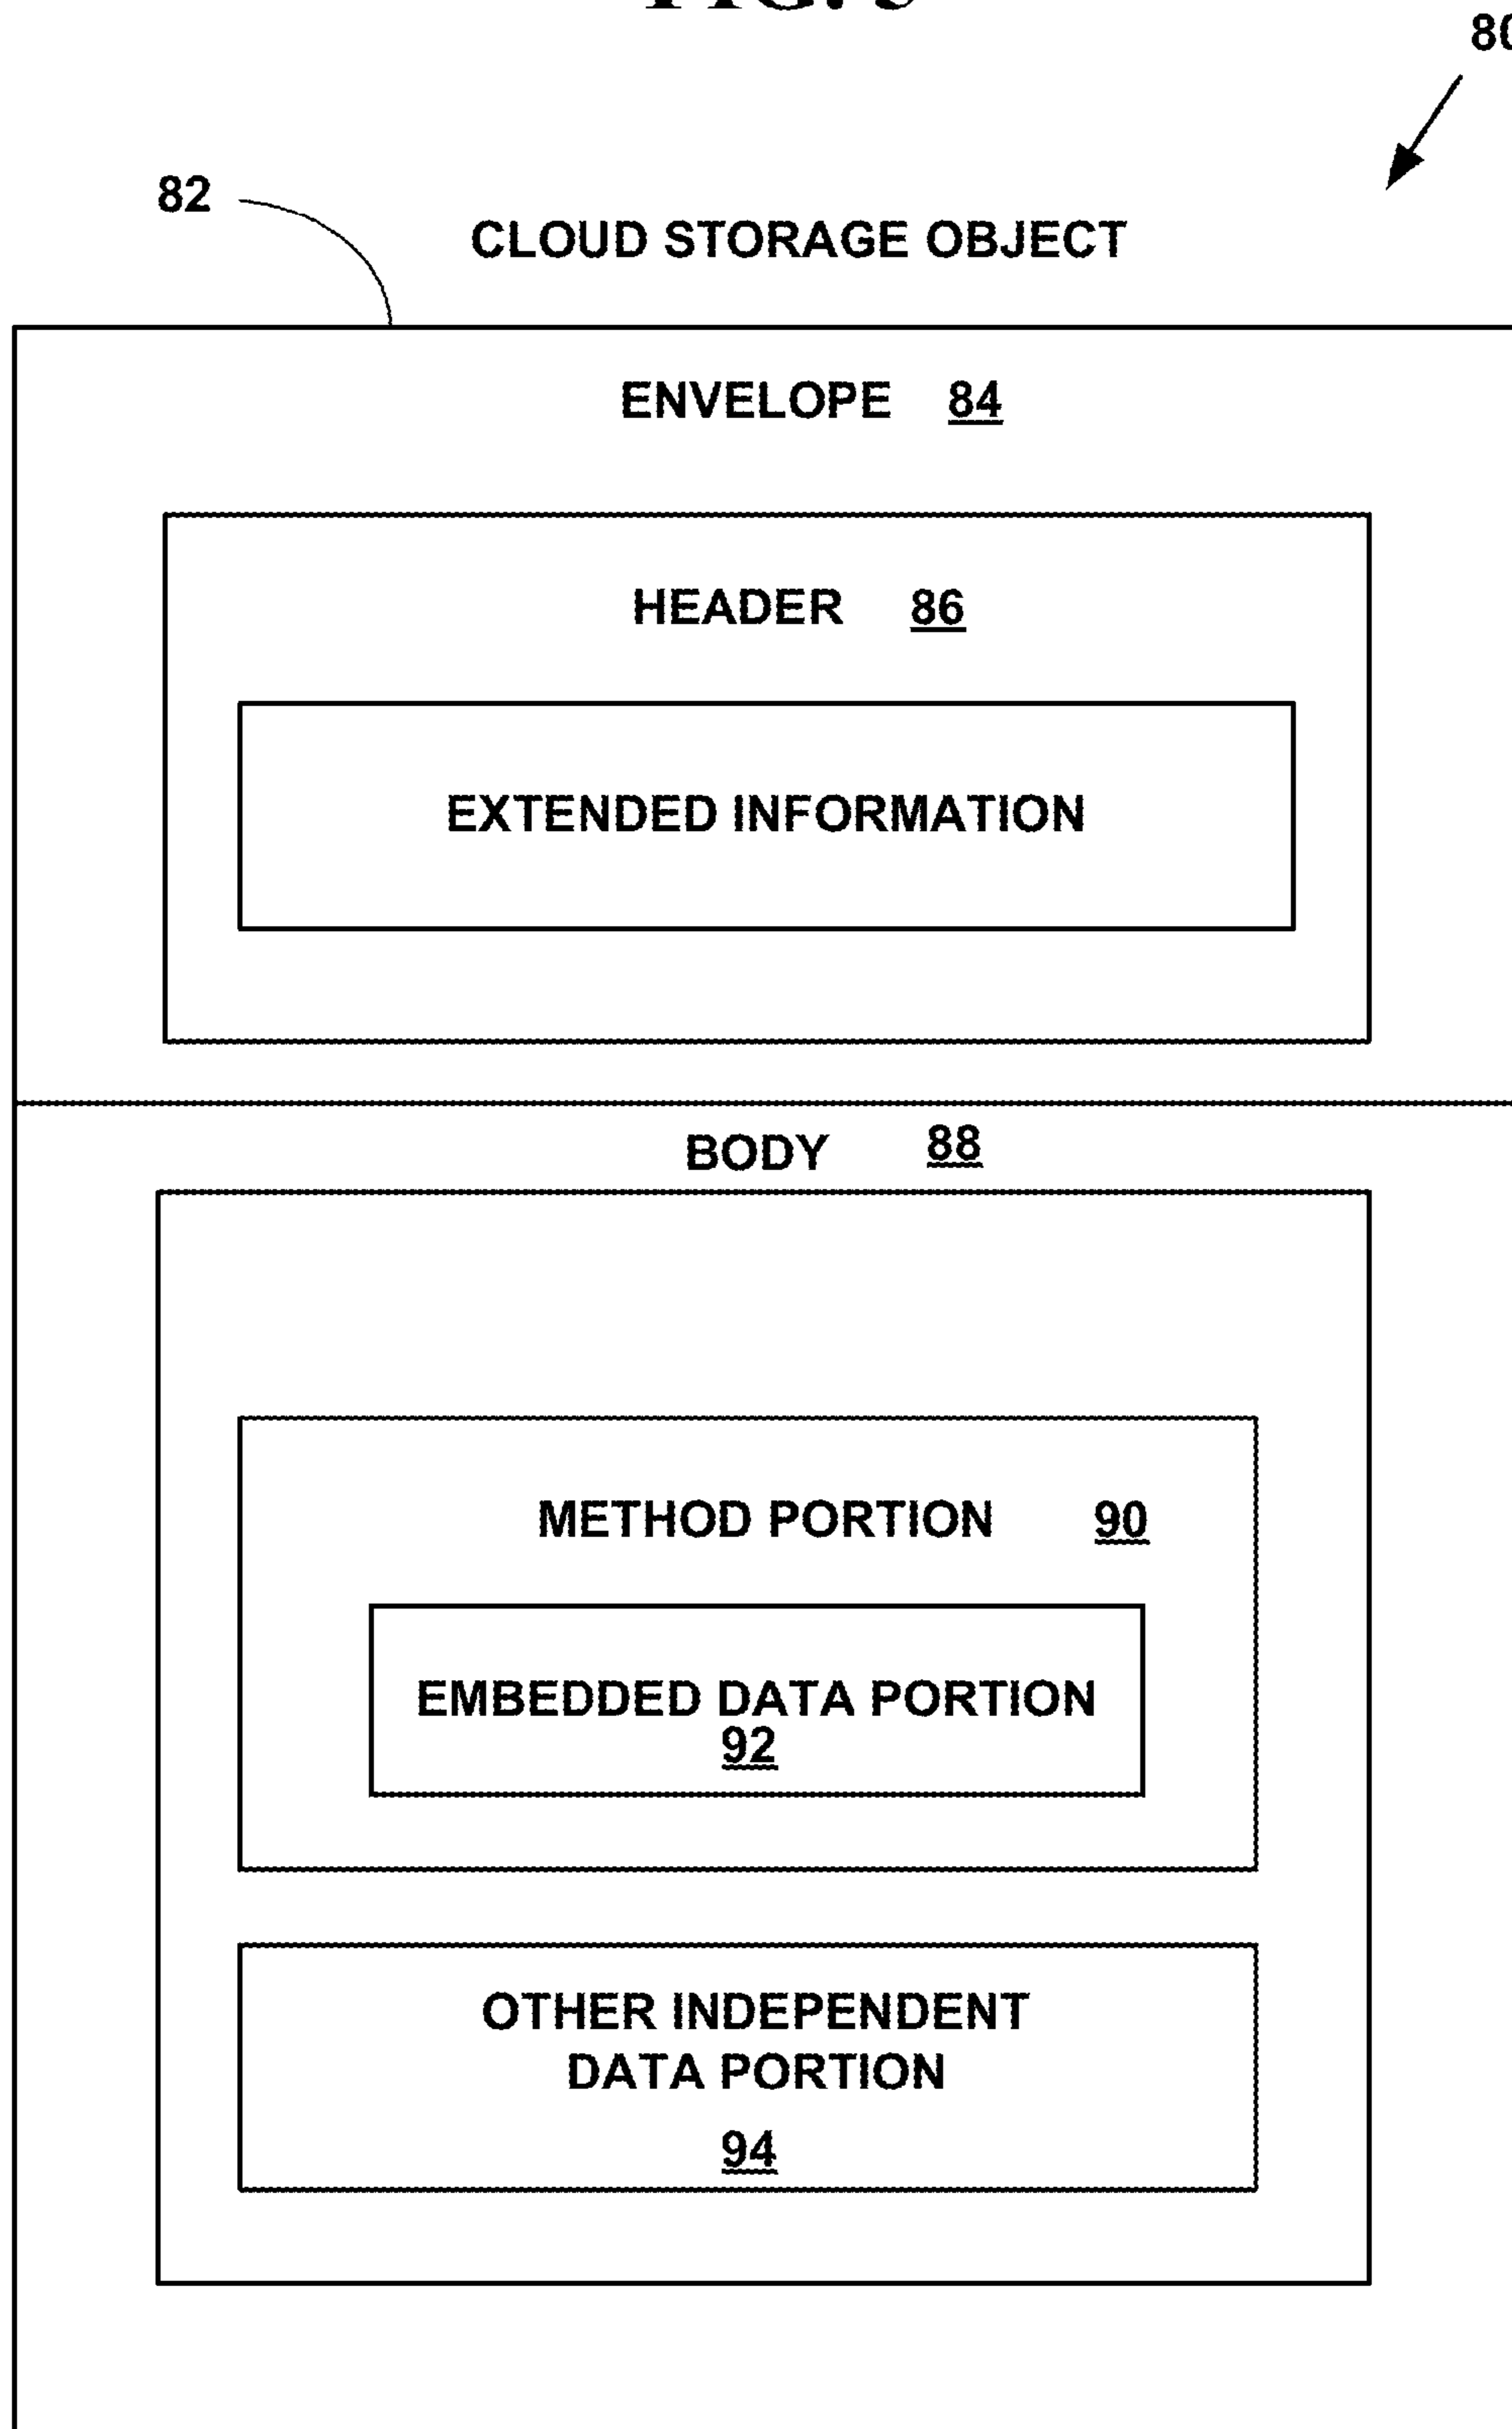 80
82
CLOUD STORAGE OBJECT
ENVELOPE 84
HEADER 86
EXTENDED INFORMATION
BODY 88
METHOD PORTION 90
EMBEDDED DATA PORTION
92
OTHER INDEPENDENT
DATA PORTION
94